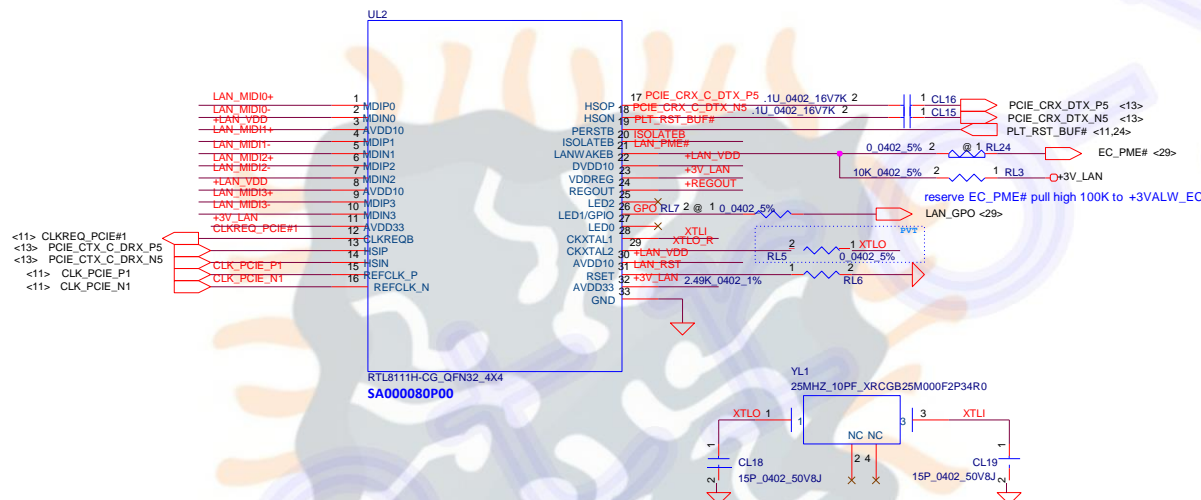 UL2
LAN_MIDI0+ 1 MDIP0
LAN_MIDI0- 2 MDIN0
+LAN_VDD 3 AVDD10
LAN_MIDI1+ 4 MDIP1
LAN_MIDI1- 5 MDIN1
LAN_MIDI2+ 6 MDIP2
LAN_MIDI2- 7 MDIN2
+LAN_VDD 8 AVDD10
LAN_MIDI3+ 9 MDIP3
LAN_MIDI3- 10 MDIN3
+3V_LAN 11 AVDD33
<11> CLKREQ_PCIE#1 CLKREQ_PCIE#1 12 CLKREQB
<13> PCIE_CTX_C_DRX_P5 13 HSIP
<13> PCIE_CTX_C_DRX_N5 14 HSIN
<11> CLK_PCIE_P1 CLK_PCIE_P1 15 REFCLK_P
<11> CLK_PCIE_N1 CLK_PCIE_N1 16 REFCLK_N
HSOP 17 PCIE_CRX_C_DTX_P5 .1U_0402_16V7K 2 1 CL16 PCIE_CRX_DTX_P5 <13>
HSON 18 PCIE_CRX_C_DTX_N5 .1U_0402_16V7K 2 1 CL15 PCIE_CRX_DTX_N5 <13>
PERSTB 19 PLT_RST_BUF# PLT_RST_BUF# <11,24>
ISOLATEB 20 ISOLATEB
LANWAKEB 21 LAN_PME# 0_0402_5% 2 @ 1 RL24 EC_PME# <29>
DVDD10 22 +LAN_VDD
VDDREG 23 +3V_LAN 10K_0402_5% 2 1 RL3 +3V_LAN
REGOUT 24 +REGOUT
reserve EC_PME# pull high 100K to +3VALW_EC
LED2 25
LED1/GPIO 26 GPO RL7 2 @ 1 0_0402_5% LAN_GPO <29>
LED0 27
PVT
CKXTAL1 28 XTLI
CKXTAL2 29 XTLO_R 2 1 XTLO
RL5 0_0402_5%
AVDD10 30 +LAN_VDD
RSET 31 LAN_RST 1 2
AVDD33 32 +3V_LAN 2.49K_0402_1% RL6
GND 33
RTL8111H-CG_QFN32_4X4
SA000080P00
YL1
25MHZ_10PF_XRCGB25M000F2P34R0
XTLO 1 1 3 3 XTLI
NC NC
2 4
1 CL18 2
15P_0402_50V8J
1 CL19 2
15P_0402_50V8J